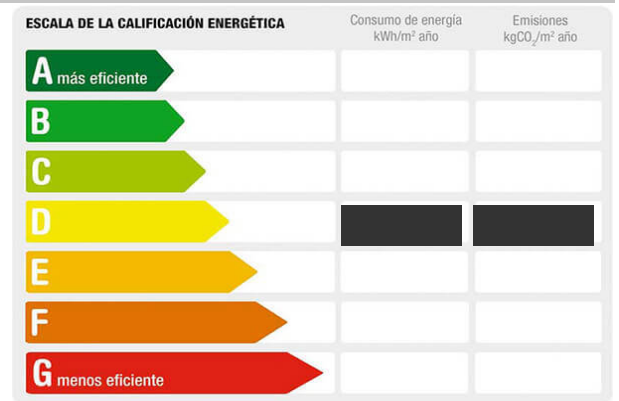 ESCALA DE LA CALIFICACIÓN ENERGÉTICA
Consumo de energía
kWh/m² año
Emisiones
kgCO₂/m² año
A más eficiente
B
C
D
E
F
G menos eficiente